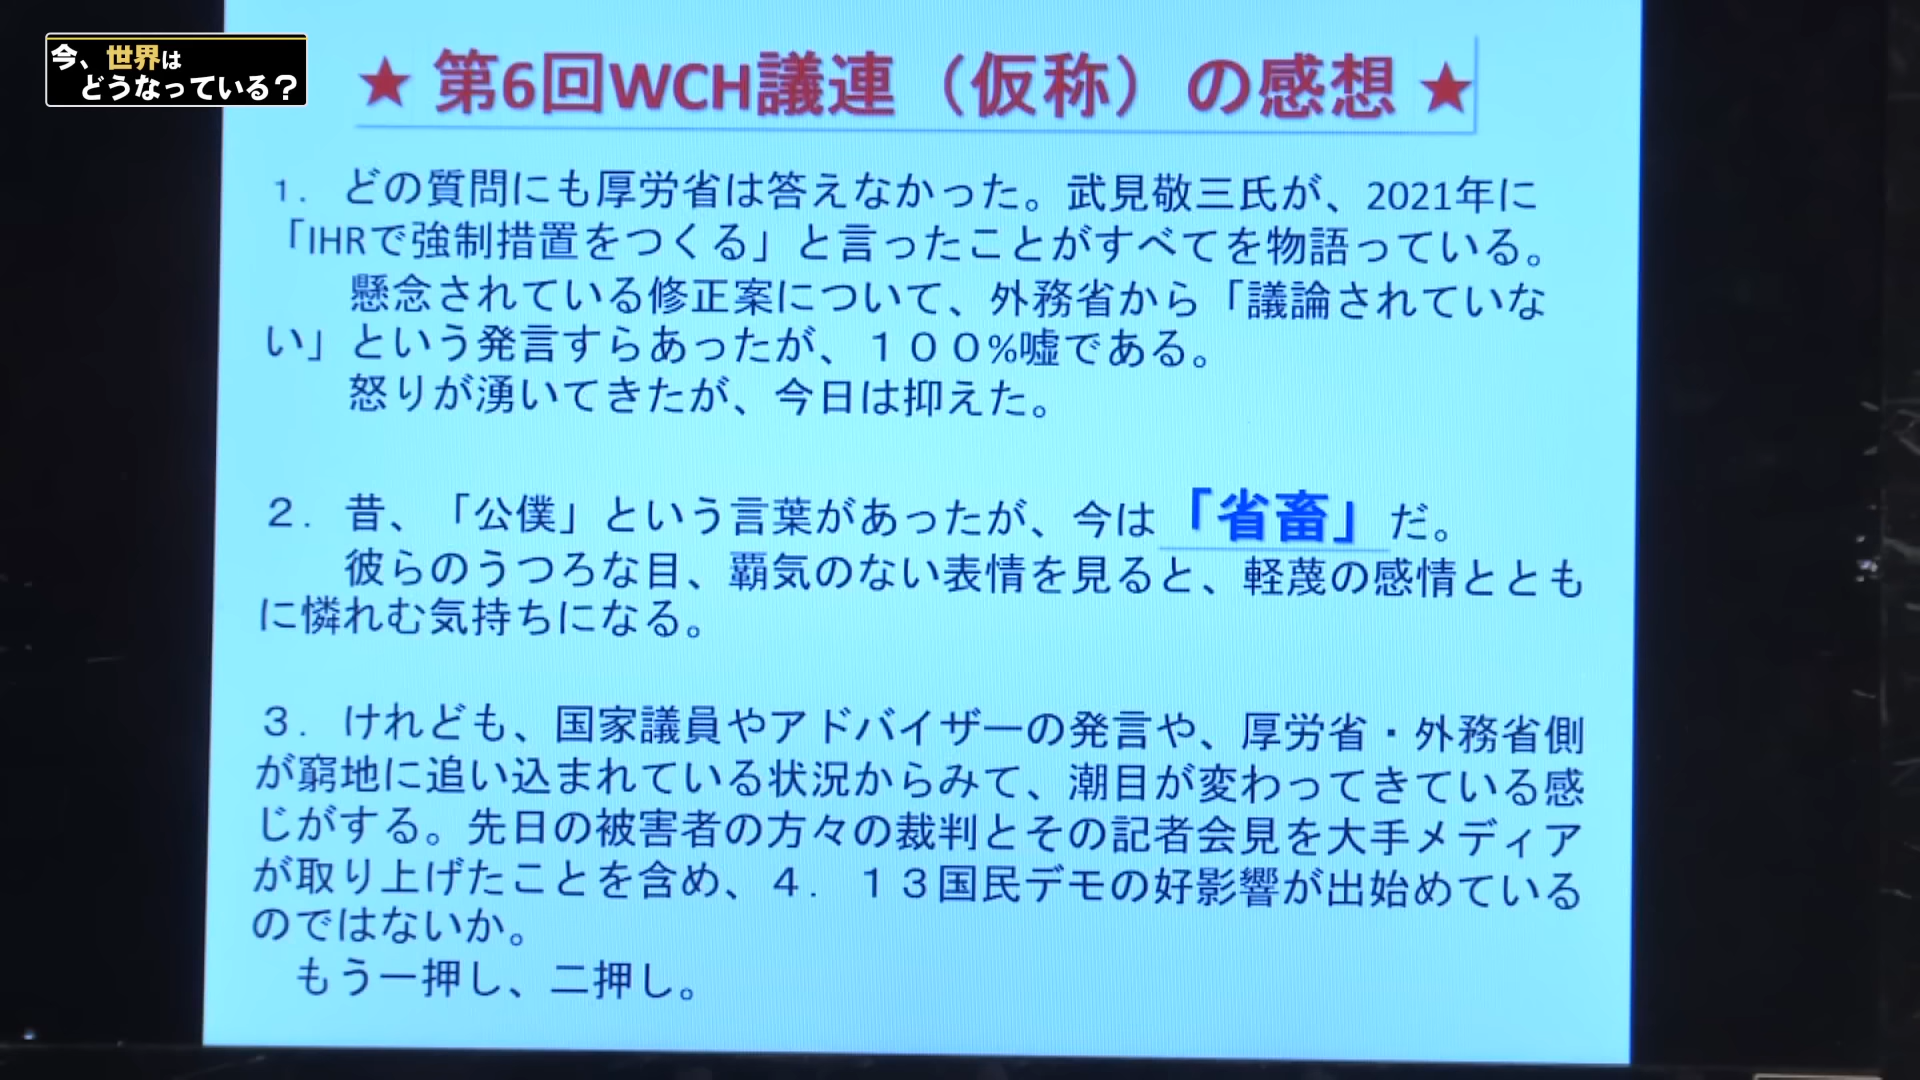 今、世界は
どうなっている？
★ 第6回WCH議連（仮称）の感想 ★
１．どの質問にも厚労省は答えなかった。武見敬三氏が、2021年に
「IHRで強制措置をつくる」と言ったことがすべてを物語っている。
懸念されている修正案について、外務省から「議論されていな
い」という発言すらあったが、１００%嘘である。
怒りが湧いてきたが、今日は抑えた。
２．昔、「公僕」という言葉があったが、今は「省畜」だ。
彼らのうつろな目、覇気のない表情を見ると、軽蔑の感情ととも
に憐れむ気持ちになる。
３．けれども、国家議員やアドバイザーの発言や、厚労省・外務省側
が窮地に追い込まれている状況からみて、潮目が変わってきている感
じがする。先日の被害者の方々の裁判とその記者会見を大手メディア
が取り上げたことを含め、４．１３国民デモの好影響が出始めている
のではないか。
もう一押し、二押し。